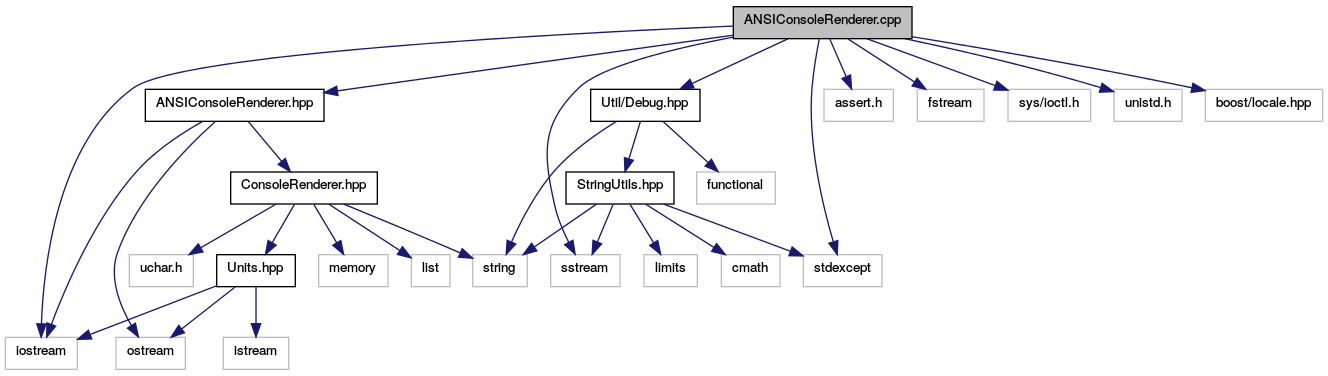 ANSIConsoleRenderer.cpp
ANSIConsoleRenderer.hpp
Util/Debug.hpp
assert.h
fstream
sys/ioctl.h
unistd.h
boost/locale.hpp
ConsoleRenderer.hpp
StringUtils.hpp
functional
uchar.h
Units.hpp
memory
list
string
sstream
limits
cmath
stdexcept
iostream
ostream
istream